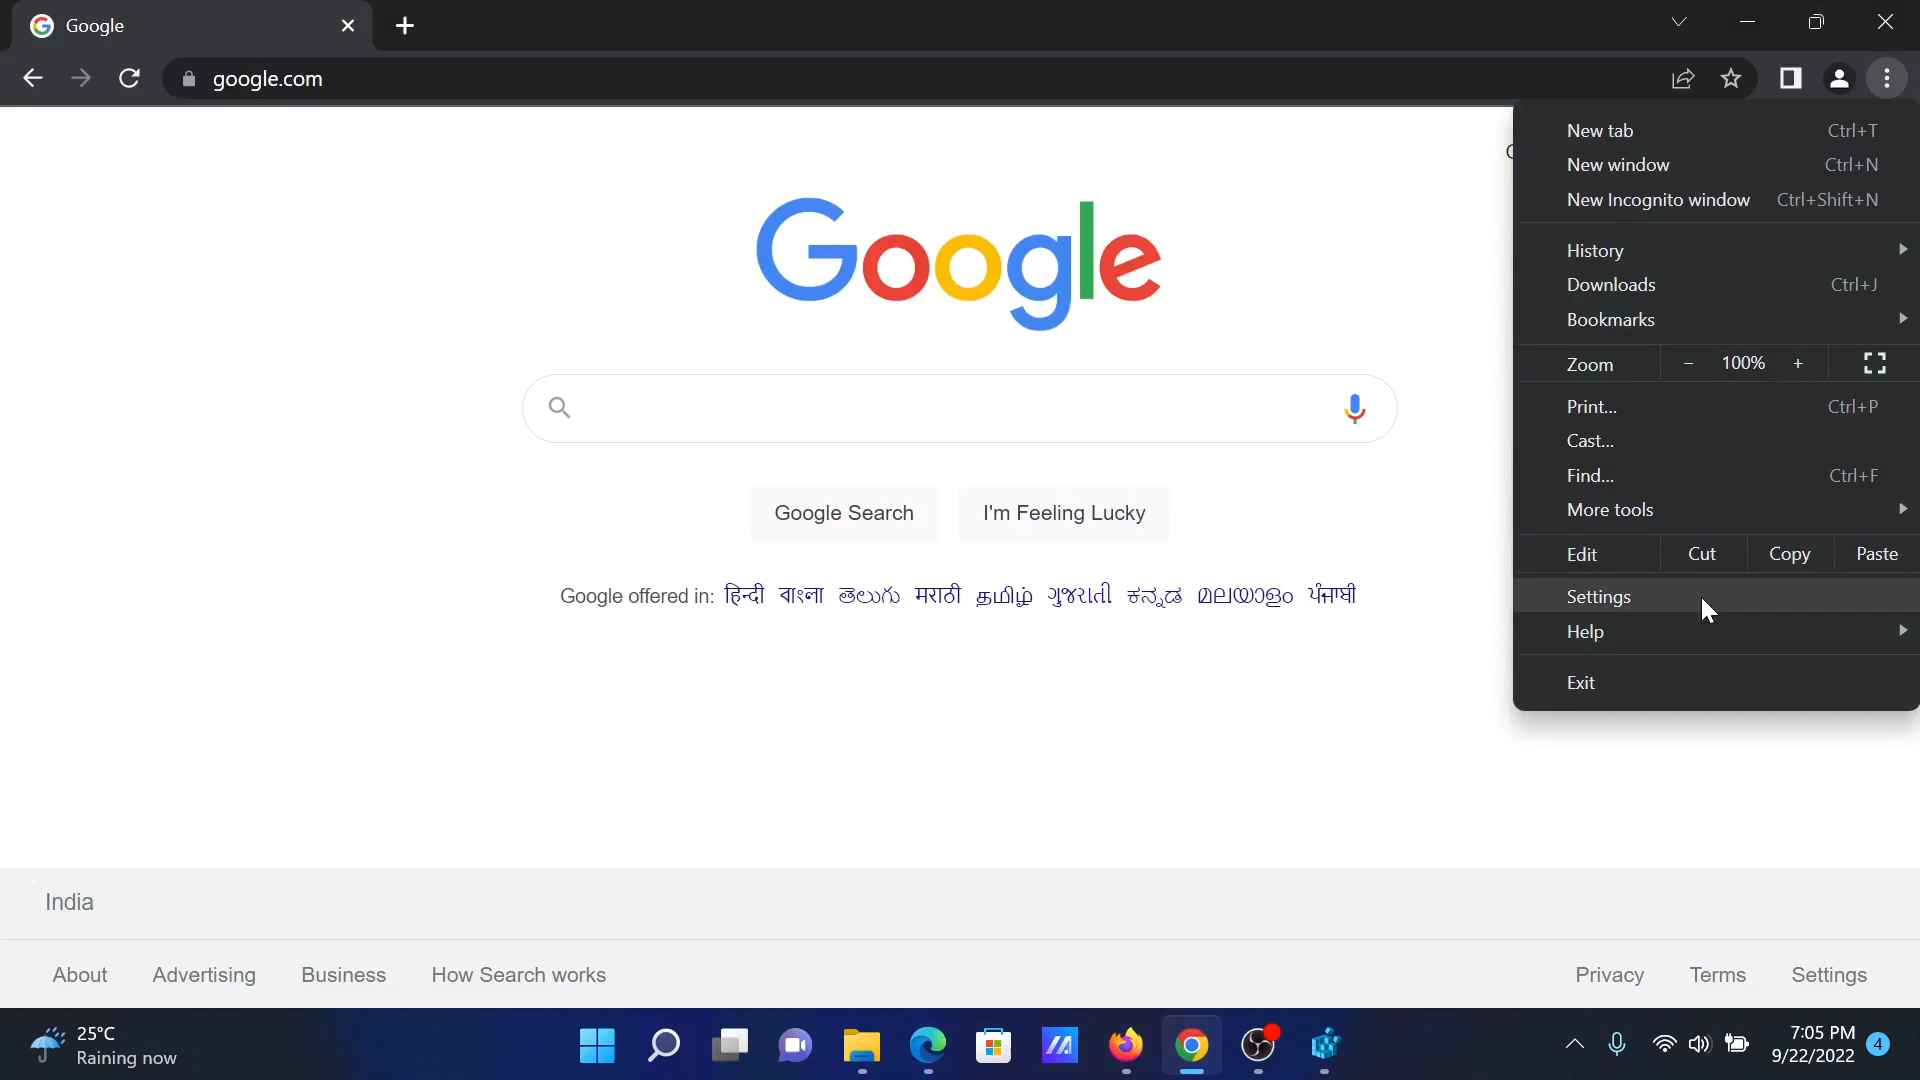 Google
google.com
New tab Ctrl+T
New window Ctrl+N
New Incognito window Ctrl+Shift+N
History
Downloads Ctrl+J
Bookmarks
Zoom - 100% +
Print... Ctrl+P
Cast...
Find... Ctrl+F
More tools
Edit Cut Copy Paste
Settings
Help
Exit
Google
Google Search I'm Feeling Lucky
Google offered in: हिन्दी বাংলা తెలుగు मराठी தமிழ் ગુજરાતી ಕನ್ನಡ മലയാളം ਪੰਜਾਬੀ
India
About Advertising Business How Search works Privacy Terms Settings
25°C
Raining now
7:05 PM
9/22/2022
4